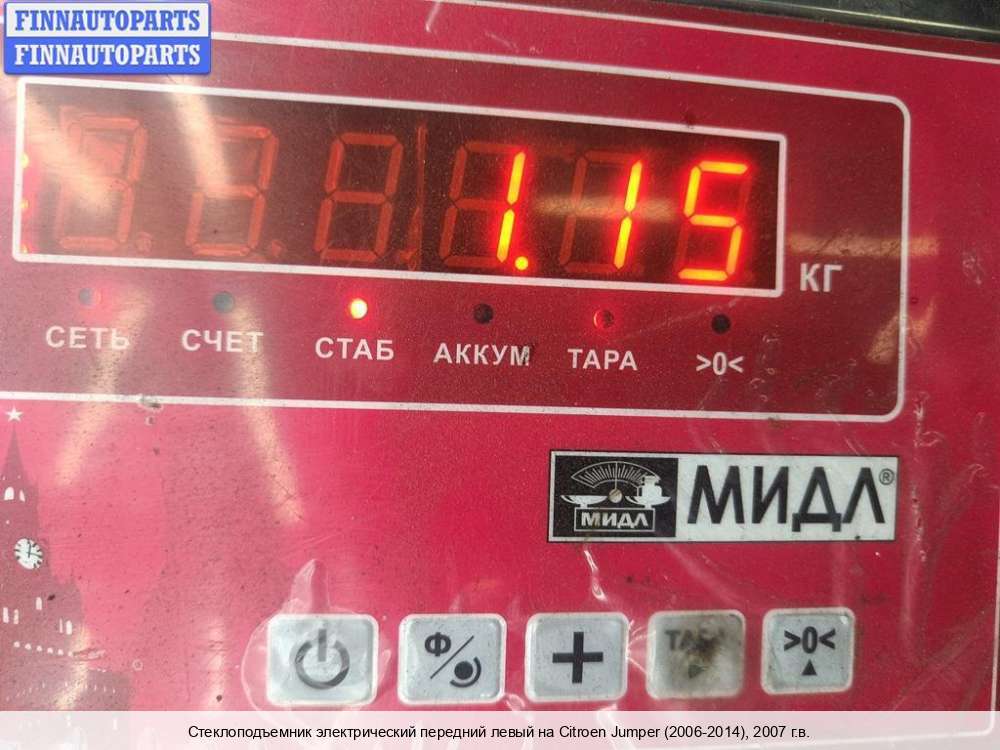 FINNAUTOPARTS
FINNAUTOPARTS
1.15
КГ
СЕТЬ СЧЕТ СТАБ АККУМ ТАРА >0<
МИДЛ МИДЛ®
Ф ТАРА >0<
Стеклоподъемник электрический передний левый на Citroen Jumper (2006-2014), 2007 г.в.